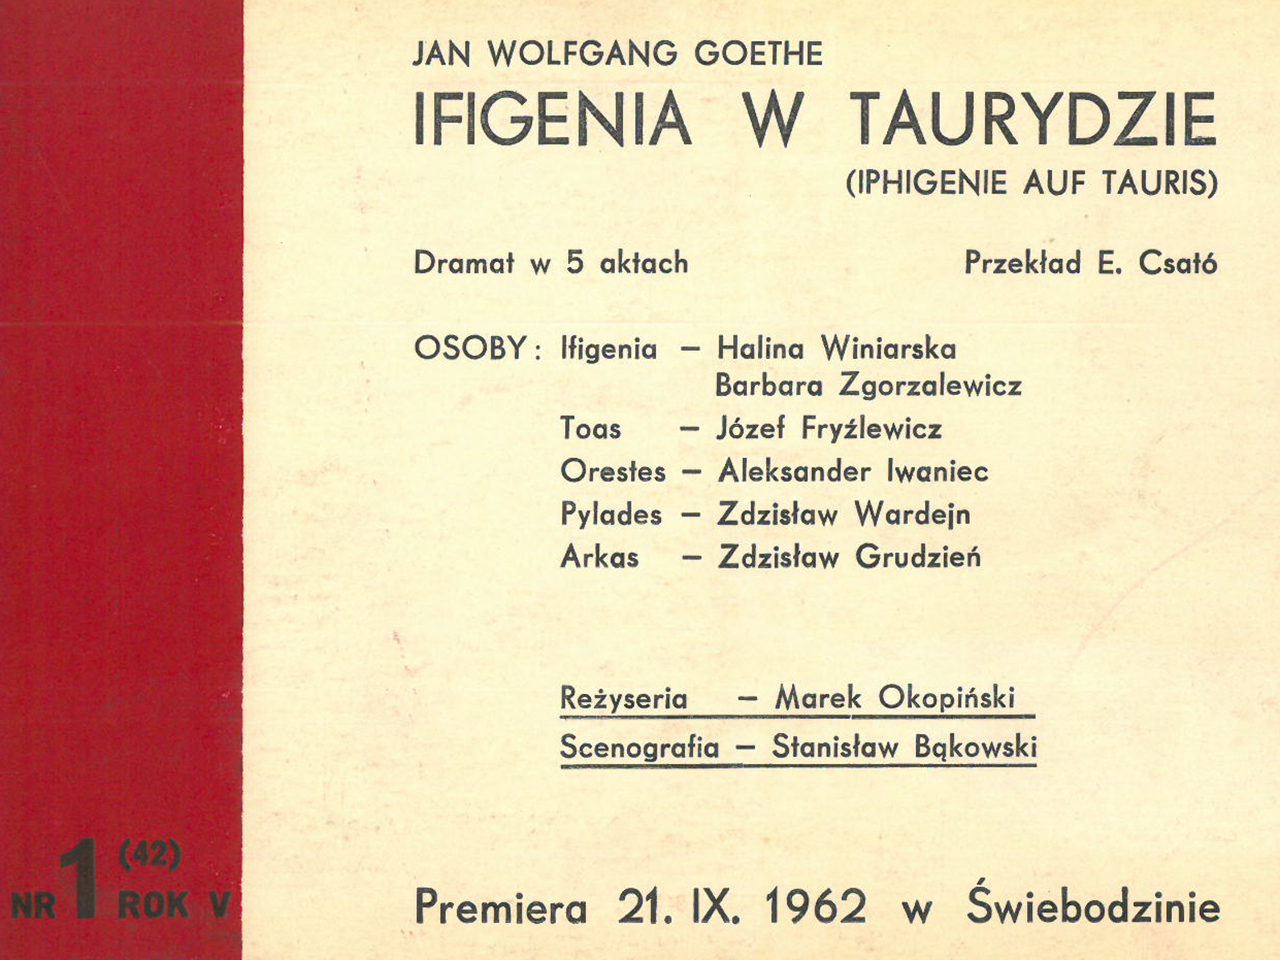 JAN WOLFGANG GOETHE
IFIGENIA W TAURYDZIE
(IPHIGENIE AUF TAURIS)
Dramat w 5 aktach Przekład E. Csató
OSOBY: Ifigenia — Halina Winiarska
Barbara Zgorzalewicz
Toas — Józef Fryźlewicz
Orestes — Aleksander Iwaniec
Pylades — Zdzisław Wardejn
Arkas — Zdzisław Grudzień
Reżyseria — Marek Okopiński
Scenografia — Stanisław Bąkowski
NR 1 (42) ROK V
Premiera 21. IX. 1962 w Świebodzinie